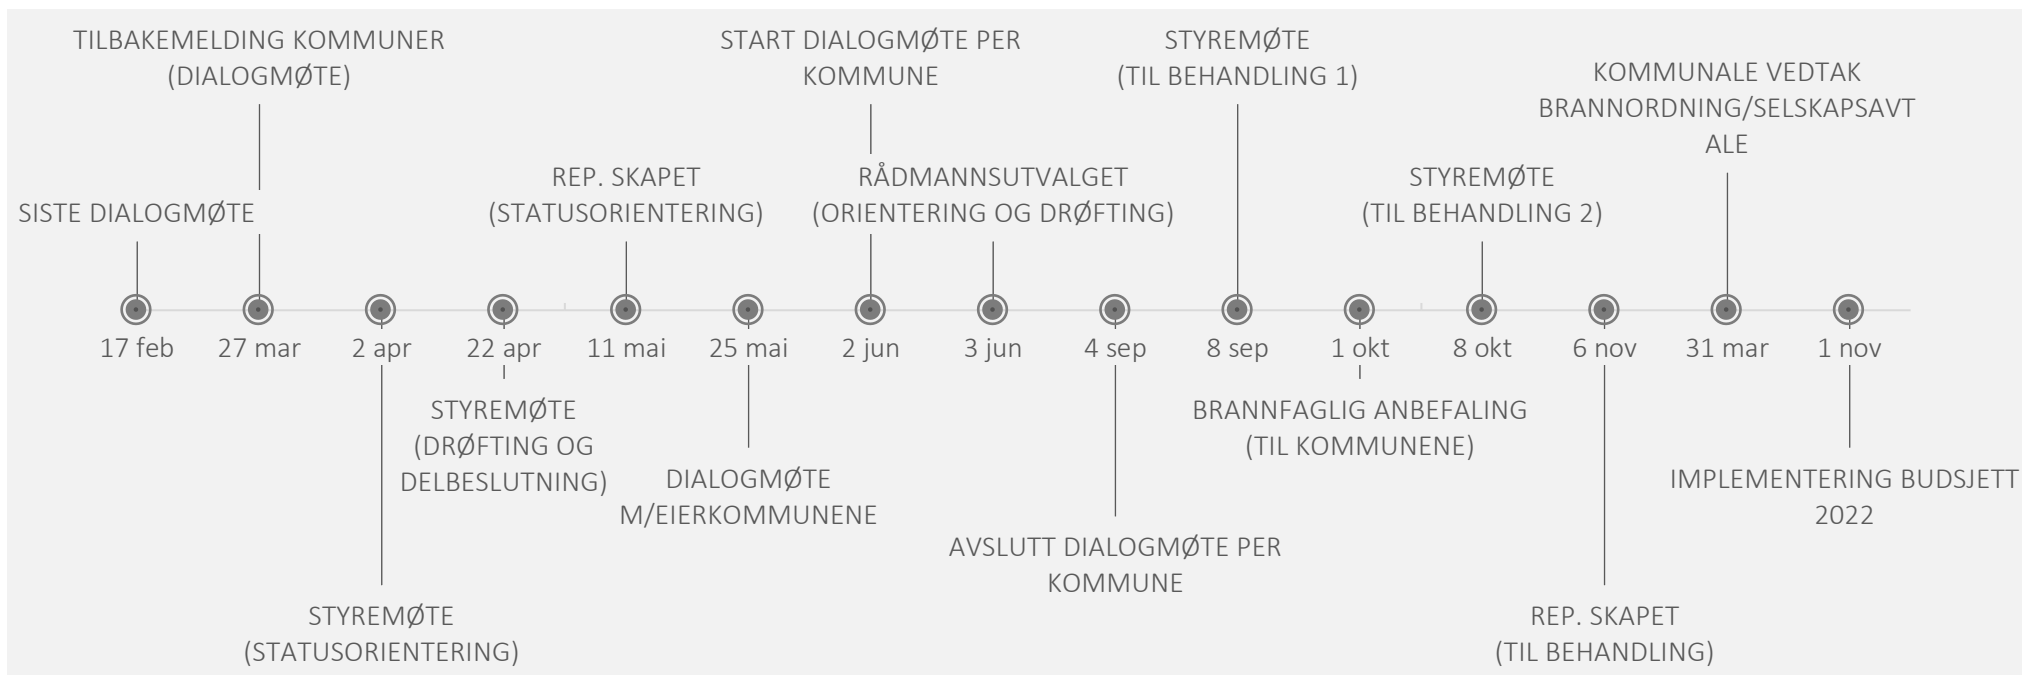 TILBAKEMELDING KOMMUNER
(DIALOGMØTE)
START DIALOGMØTE PER
KOMMUNE
STYREMØTE
(TIL BEHANDLING 1)
KOMMUNALE VEDTAK
BRANNORDNING/SELSKAPSAVT
ALE
SISTE DIALOGMØTE
REP. SKAPET
(STATUSORIENTERING)
RÅDMANNSUTVALGET
(ORIENTERING OG DRØFTING)
STYREMØTE
(TIL BEHANDLING 2)
17 feb
27 mar
2 apr
22 apr
11 mai
25 mai
2 jun
3 jun
4 sep
8 sep
1 okt
8 okt
6 nov
31 mar
1 nov
STYREMØTE
(DRØFTING OG
DELBESLUTNING)
BRANNFAGLIG ANBEFALING
(TIL KOMMUNENE)
DIALOGMØTE
M/EIERKOMMUNENE
IMPLEMENTERING BUDSJETT
2022
AVSLUTT DIALOGMØTE PER
KOMMUNE
STYREMØTE
(STATUSORIENTERING)
REP. SKAPET
(TIL BEHANDLING)